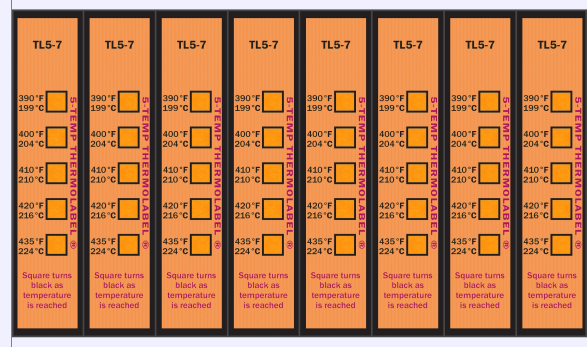 TL5-7 TL5-7 TL5-7 TL5-7 TL5-7 TL5-7 TL5-7 TL5-7
390°F 390°F 390°F 390°F 390°F 390°F 390°F 390°F
199°C 199°C 199°C 199°C 199°C 199°C 199°C 199°C
400°F 400°F 400°F 400°F 400°F 400°F 400°F 400°F
204°C 204°C 204°C 204°C 204°C 204°C 204°C 204°C
410°F 410°F 410°F 410°F 410°F 410°F 410°F 410°F
210°C 210°C 210°C 210°C 210°C 210°C 210°C 210°C
420°F 420°F 420°F 420°F 420°F 420°F 420°F 420°F
216°C 216°C 216°C 216°C 216°C 216°C 216°C 216°C
435°F 435°F 435°F 435°F 435°F 435°F 435°F 435°F
224°C 224°C 224°C 224°C 224°C 224°C 224°C 224°C
5-TEMP THERMOLABEL®
5-TEMP THERMOLABEL®
5-TEMP THERMOLABEL®
5-TEMP THERMOLABEL®
5-TEMP THERMOLABEL®
5-TEMP THERMOLABEL®
5-TEMP THERMOLABEL®
5-TEMP THERMOLABEL®
Square turns Square turns Square turns Square turns Square turns Square turns Square turns Square turns
black as black as black as black as black as black as black as black as
temperature temperature temperature temperature temperature temperature temperature temperature
is reached is reached is reached is reached is reached is reached is reached is reached